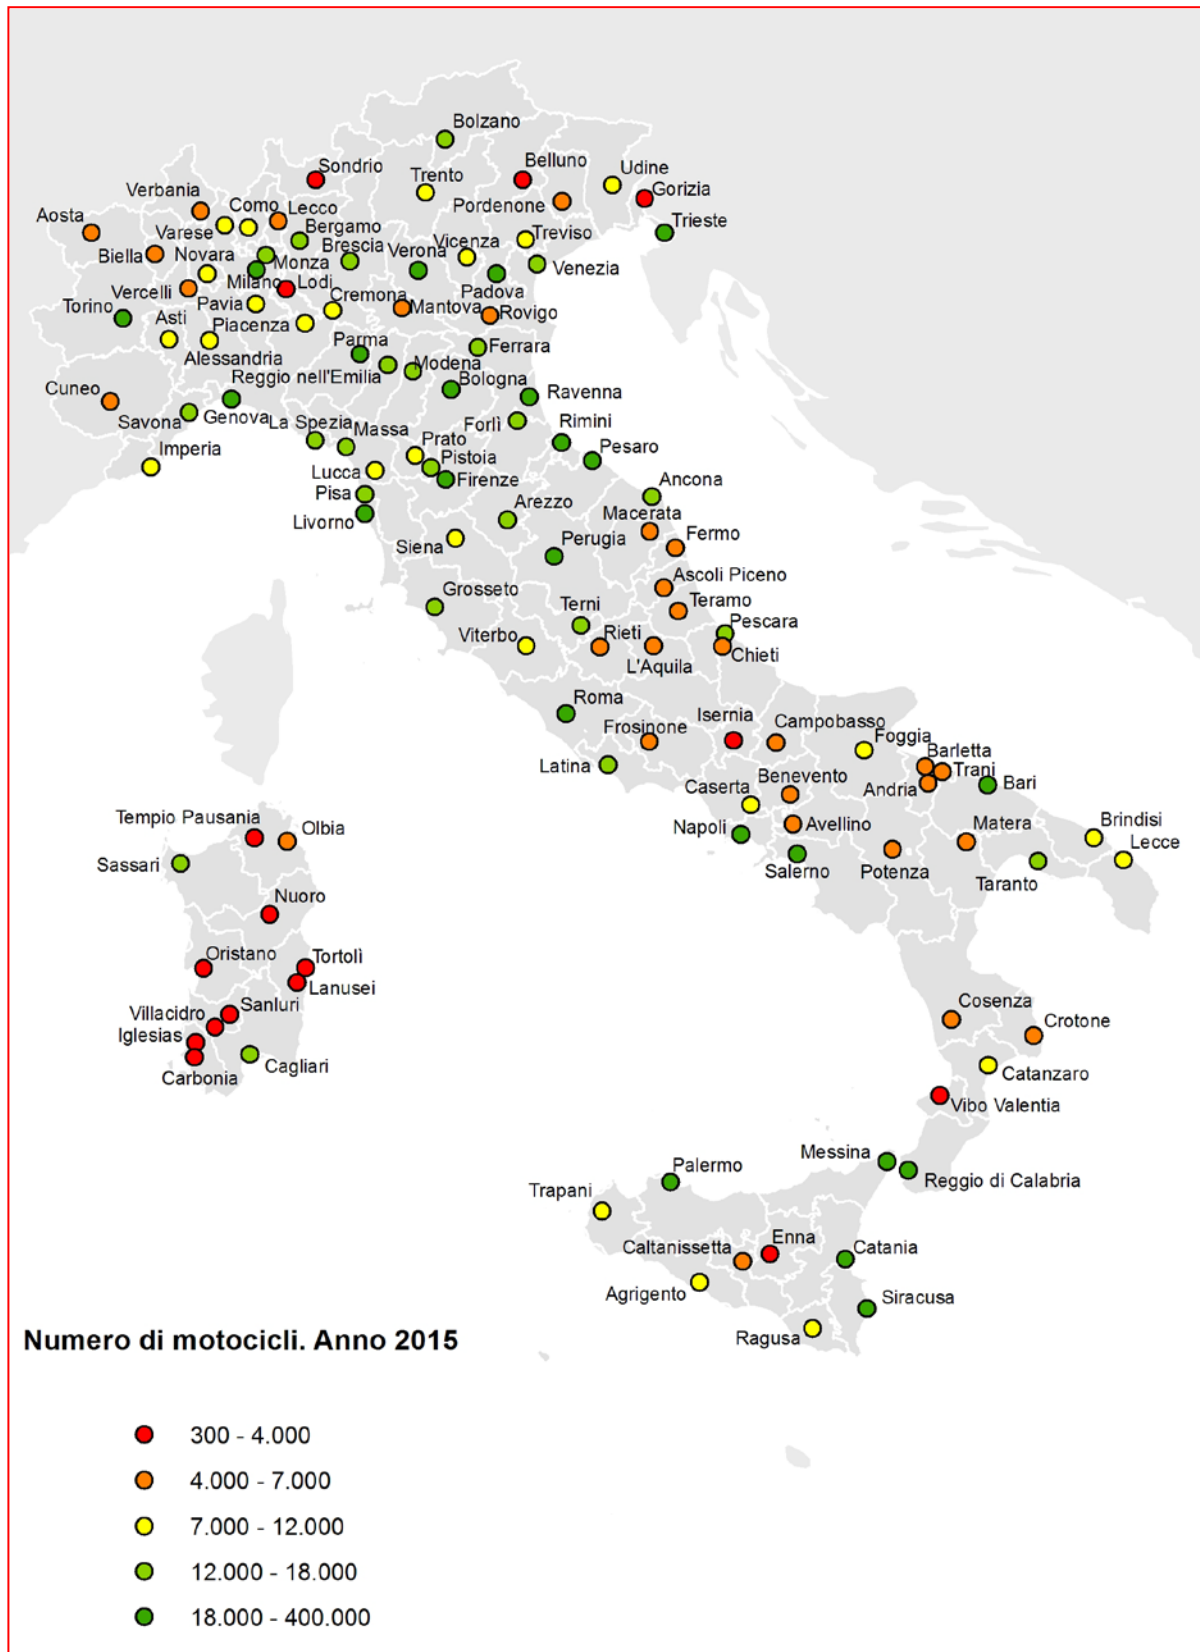 Bolzano
Sondrio
Belluno
Udine
Trento
Verbania
Gorizia
Pordenone
Como
Lecco
Aosta
Trieste
Bergamo
Varese
Treviso
Brescia
Verona
Vicenza
Biella
Novara
Monza
Venezia
Milano
Lodi
Padova
Vercelli
Cremona
Pavia
Mantova
Torino
Rovigo
Asti
Piacenza
Parma
Ferrara
Alessandria
Modena
Reggio nell'Emilia
Bologna
Cuneo
Ravenna
Savona
Genova
La Spezia
Forlì
Rimini
Massa
Prato
Pesaro
Imperia
Pistoia
Lucca
Firenze
Ancona
Pisa
Arezzo
Macerata
Livorno
Fermo
Perugia
Siena
Ascoli Piceno
Grosseto
Teramo
Terni
Pescara
Viterbo
Rieti
Chieti
L'Aquila
Roma
Isernia
Campobasso
Frosinone
Foggia
Barletta
Latina
Trani
Benevento
Bari
Caserta
Andria
Tempio Pausania
Olbia
Brindisi
Napoli
Avellino
Matera
Lecce
Sassari
Salerno
Potenza
Taranto
Nuoro
Oristano
Tortolì
Lanusei
Sanluri
Villacidro
Cosenza
Iglesias
Crotone
Cagliari
Carbonia
Catanzaro
Vibo Valentia
Messina
Palermo
Reggio di Calabria
Trapani
Enna
Caltanissetta
Catania
Agrigento
Siracusa
Ragusa
Numero di motocicli. Anno 2015
300 - 4.000
4.000 - 7.000
7.000 - 12.000
12.000 - 18.000
18.000 - 400.000